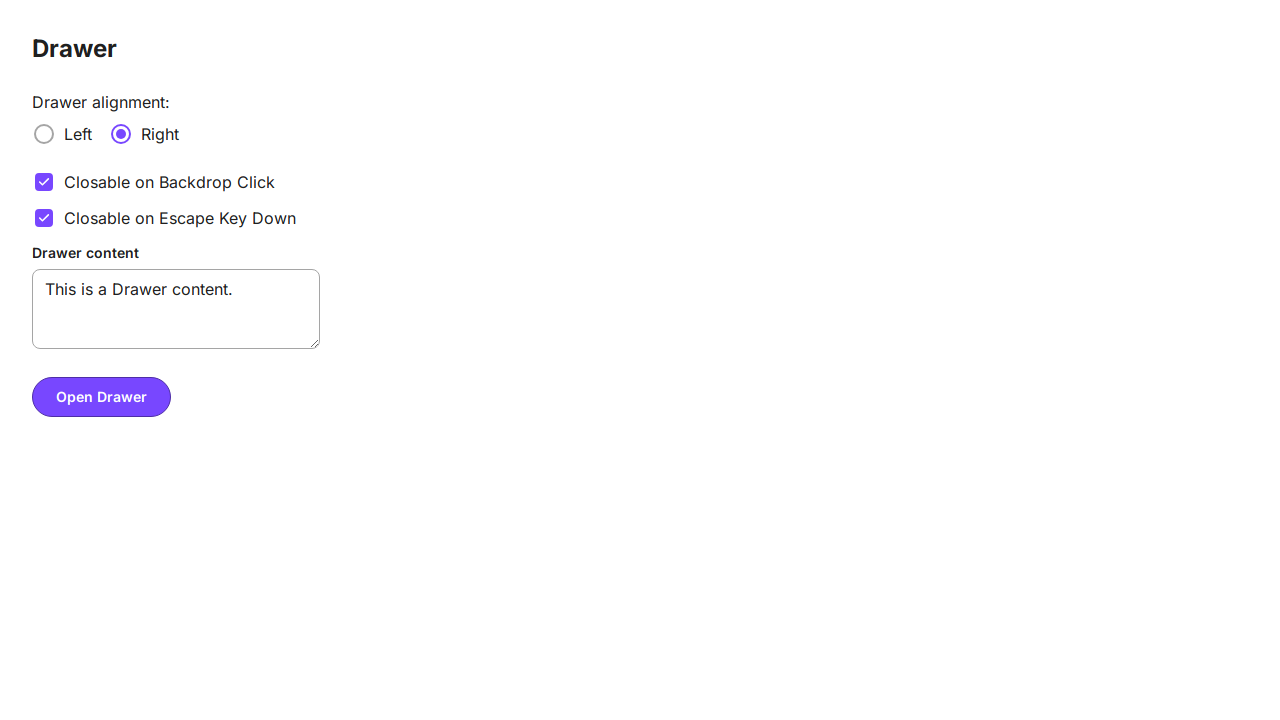 Drawer
Drawer alignment:
Left Right
Closable on Backdrop Click
Closable on Escape Key Down
Drawer content
This is a Drawer content.
Open Drawer